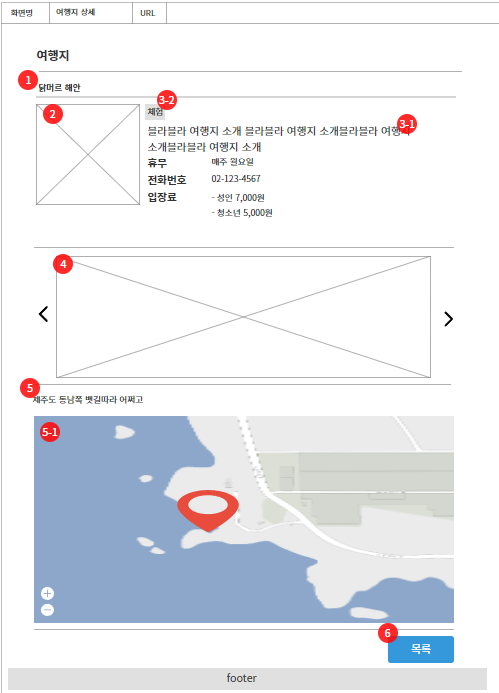 화면명 여행지 상세 URL
여행지
1
닭머르 해안
2
3-2
체험
3-1
블라블라 여행지 소개 블라블라 여행지 소개블라블라 여행지
소개블라블라 여행지 소개
휴무 매주 월요일
전화번호 02-123-4567
입장료 - 성인 7,000원
- 청소년 5,000원
4
5
제주도 동남쪽 뱃길따라 어쩌고
5-1
6
목록
footer